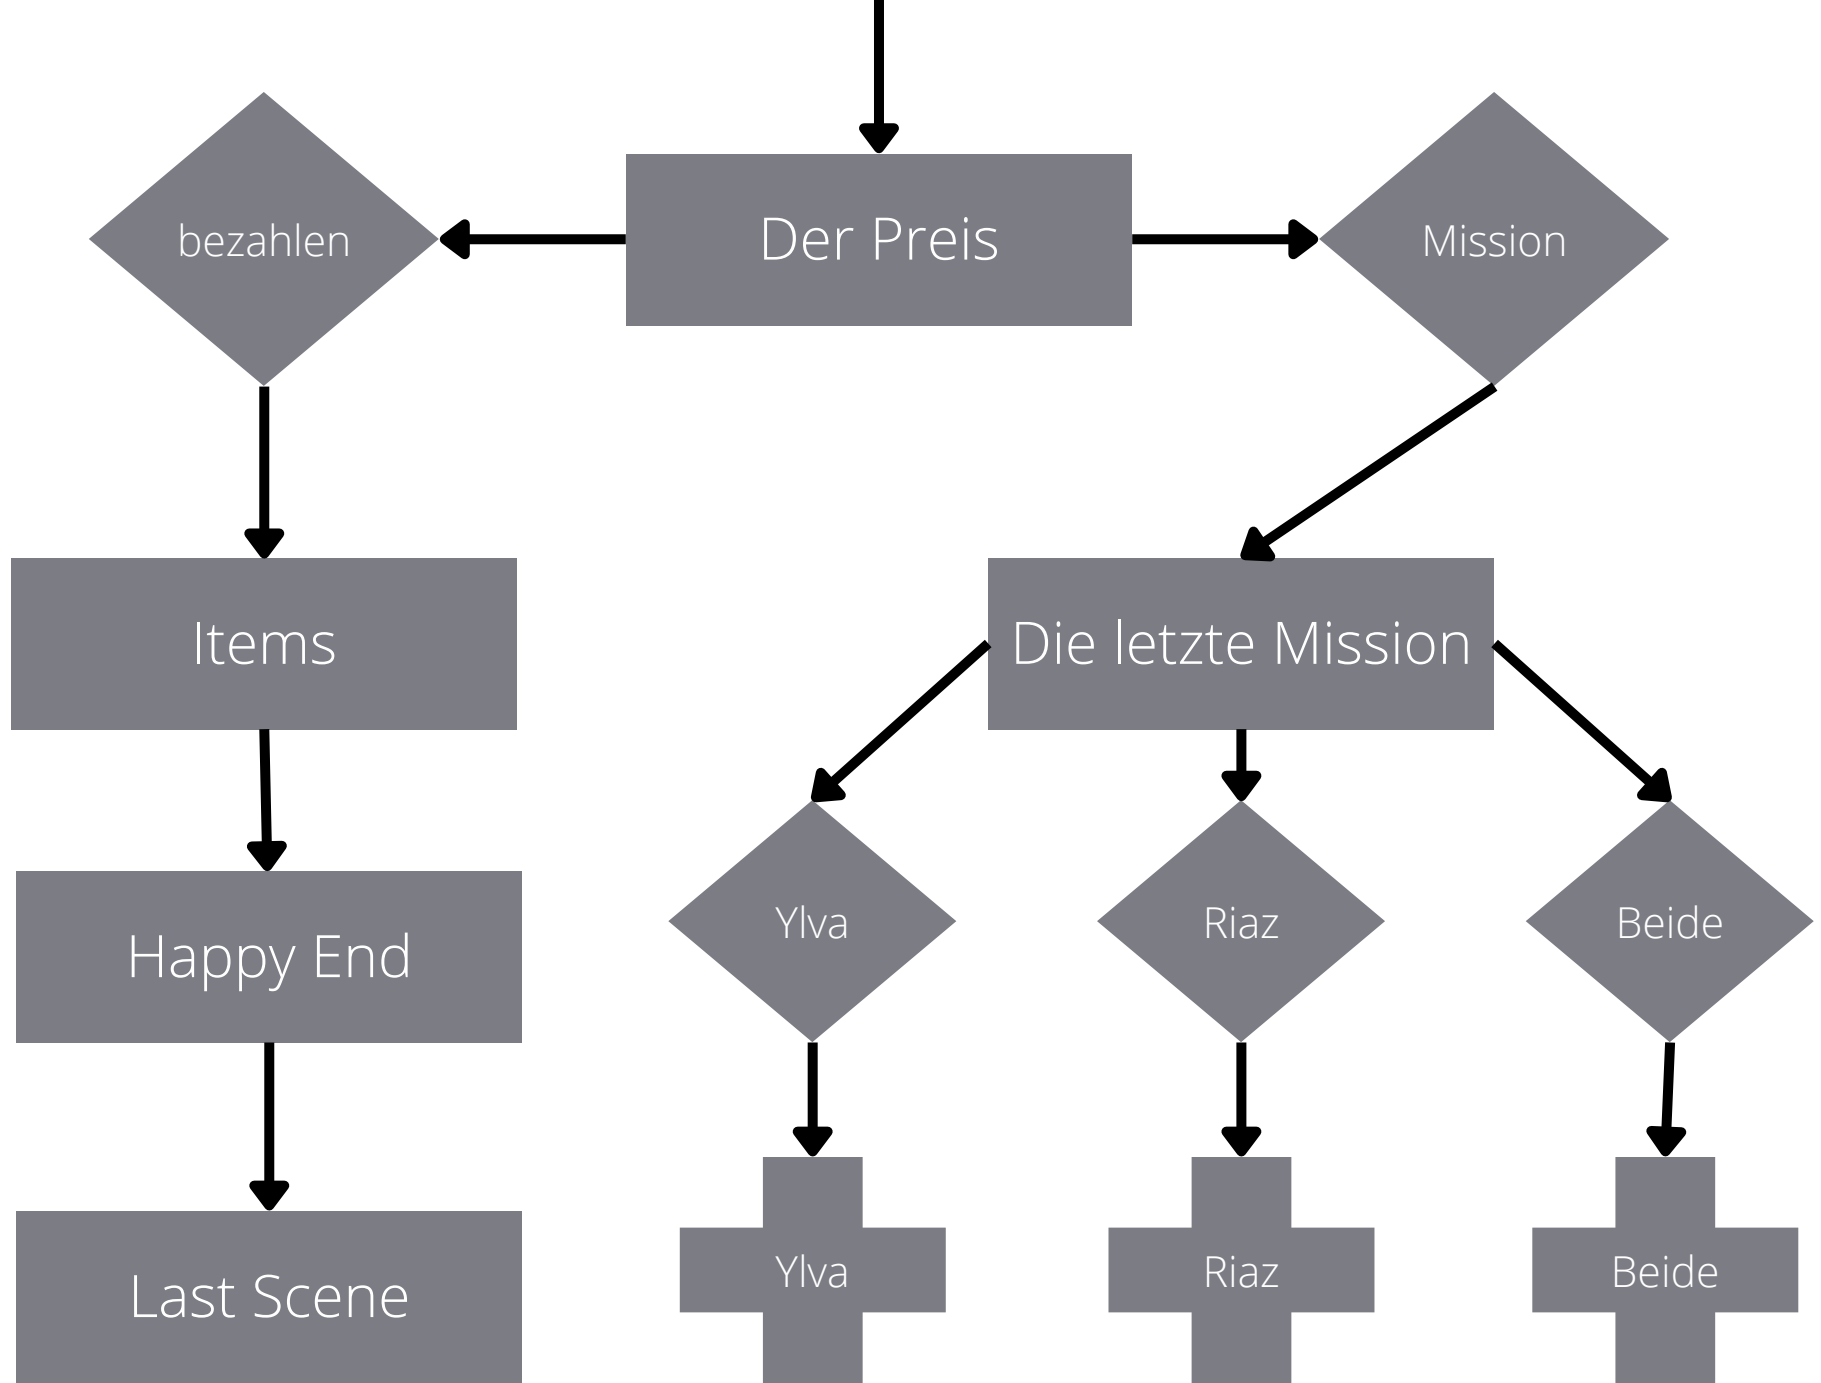 bezahlen
Der Preis
Mission
Items
Die letzte Mission
Happy End
Ylva
Riaz
Beide
Last Scene
Ylva
Riaz
Beide